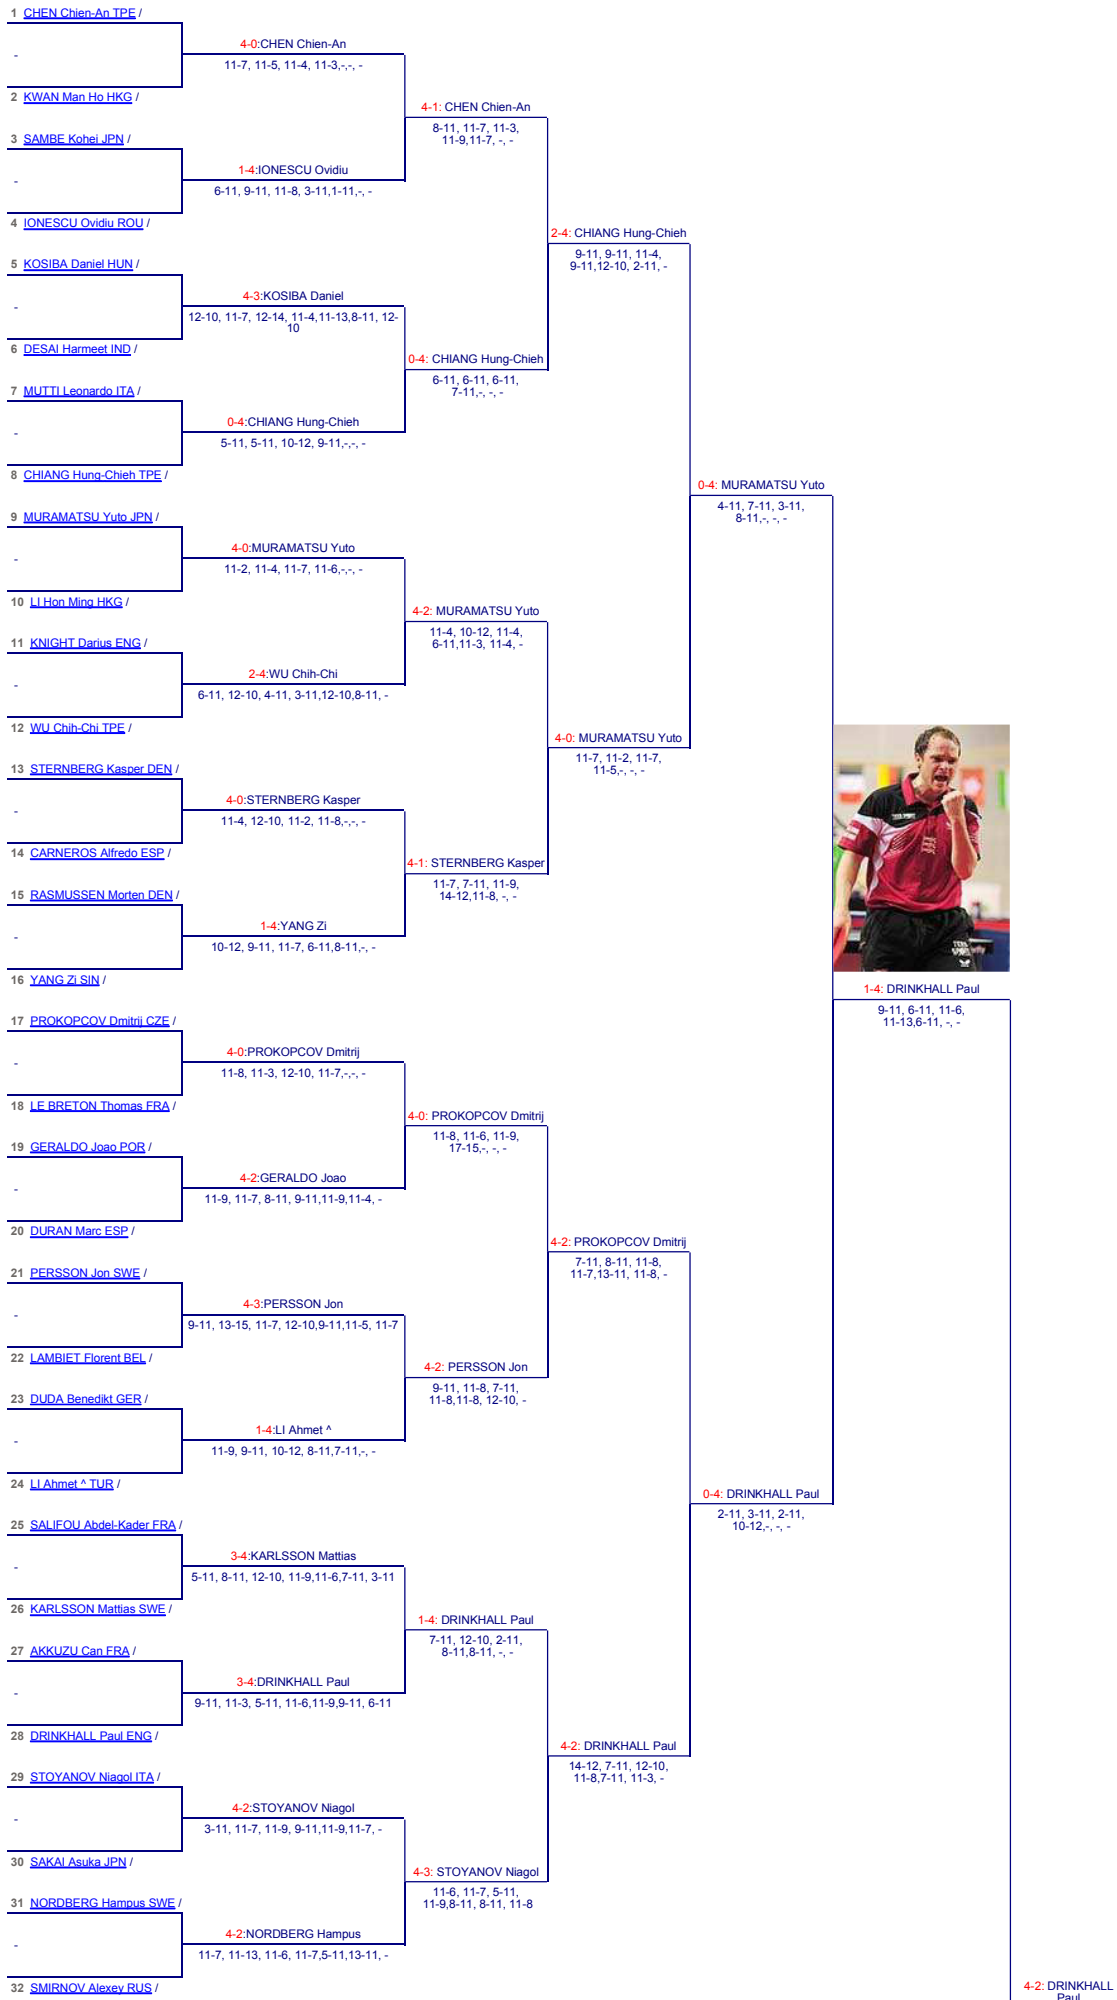 1 CHEN Chien-An TPE /
4-0:CHEN Chien-An
-
11-7, 11-5, 11-4, 11-3,-,-, -
2 KWAN Man Ho HKG /
4-1: CHEN Chien-An
8-11, 11-7, 11-3,
11-9,11-7, -, -
3 SAMBE Kohei JPN /
1-4:IONESCU Ovidiu
-
6-11, 9-11, 11-8, 3-11,1-11,-, -
4 IONESCU Ovidiu ROU /
2-4: CHIANG Hung-Chieh
9-11, 9-11, 11-4,
9-11,12-10, 2-11, -
5 KOSIBA Daniel HUN /
4-3:KOSIBA Daniel
-
12-10, 11-7, 12-14, 11-4,11-13,8-11, 12-
10
6 DESAI Harmeet IND /
0-4: CHIANG Hung-Chieh
6-11, 6-11, 6-11,
7-11,-, -, -
7 MUTTI Leonardo ITA /
0-4:CHIANG Hung-Chieh
-
5-11, 5-11, 10-12, 9-11,-,-, -
8 CHIANG Hung-Chieh TPE /
0-4: MURAMATSU Yuto
4-11, 7-11, 3-11,
8-11,-, -, -
9 MURAMATSU Yuto JPN /
4-0:MURAMATSU Yuto
-
11-2, 11-4, 11-7, 11-6,-,-, -
10 LI Hon Ming HKG /
4-2: MURAMATSU Yuto
11-4, 10-12, 11-4,
6-11,11-3, 11-4, -
11 KNIGHT Darius ENG /
2-4:WU Chih-Chi
-
6-11, 12-10, 4-11, 3-11,12-10,8-11, -
12 WU Chih-Chi TPE /
4-0: MURAMATSU Yuto
11-7, 11-2, 11-7,
11-5,-, -, -
13 STERNBERG Kasper DEN /
4-0:STERNBERG Kasper
-
11-4, 12-10, 11-2, 11-8,-,-, -
14 CARNEROS Alfredo ESP /
4-1: STERNBERG Kasper
11-7, 7-11, 11-9,
14-12,11-8, -, -
15 RASMUSSEN Morten DEN /
1-4:YANG Zi
-
10-12, 9-11, 11-7, 6-11,8-11,-, -
16 YANG Zi SIN /
1-4: DRINKHALL Paul
9-11, 6-11, 11-6,
11-13,6-11, -, -
17 PROKOPCOV Dmitrij CZE /
4-0:PROKOPCOV Dmitrij
-
11-8, 11-3, 12-10, 11-7,-,-, -
18 LE BRETON Thomas FRA /
4-0: PROKOPCOV Dmitrij
11-8, 11-6, 11-9,
17-15,-, -, -
19 GERALDO Joao POR /
4-2:GERALDO Joao
-
11-9, 11-7, 8-11, 9-11,11-9,11-4, -
20 DURAN Marc ESP /
4-2: PROKOPCOV Dmitrij
7-11, 8-11, 11-8,
11-7,13-11, 11-8, -
21 PERSSON Jon SWE /
4-3:PERSSON Jon
-
9-11, 13-15, 11-7, 12-10,9-11,11-5, 11-7
22 LAMBIET Florent BEL /
4-2: PERSSON Jon
9-11, 11-8, 7-11,
11-8,11-8, 12-10, -
23 DUDA Benedikt GER /
1-4:LI Ahmet ^
-
11-9, 9-11, 10-12, 8-11,7-11,-, -
24 LI Ahmet ^ TUR /
0-4: DRINKHALL Paul
2-11, 3-11, 2-11,
10-12,-, -, -
25 SALIFOU Abdel-Kader FRA /
3-4:KARLSSON Mattias
-
5-11, 8-11, 12-10, 11-9,11-6,7-11, 3-11
26 KARLSSON Mattias SWE /
1-4: DRINKHALL Paul
7-11, 12-10, 2-11,
8-11,8-11, -, -
27 AKKUZU Can FRA /
3-4:DRINKHALL Paul
-
9-11, 11-3, 5-11, 11-6,11-9,9-11, 6-11
28 DRINKHALL Paul ENG /
4-2: DRINKHALL Paul
14-12, 7-11, 12-10,
11-8,7-11, 11-3, -
29 STOYANOV Niagol ITA /
4-2:STOYANOV Niagol
-
3-11, 11-7, 11-9, 9-11,11-9,11-7, -
30 SAKAI Asuka JPN /
4-3: STOYANOV Niagol
11-6, 11-7, 5-11,
11-9,8-11, 8-11, 11-8
31 NORDBERG Hampus SWE /
4-2:NORDBERG Hampus
-
11-7, 11-13, 11-6, 11-7,5-11,13-11, -
32 SMIRNOV Alexey RUS /
4-2: DRINKHALL
Paul